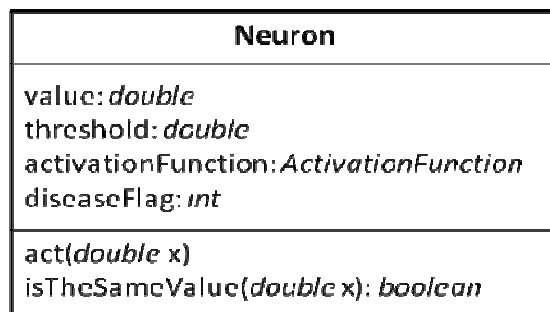 Neuron
value: double
threshold: double
activationFunction: ActivationFunction
diseaseFlag: int
act(double x)
isTheSameValue(double x): boolean